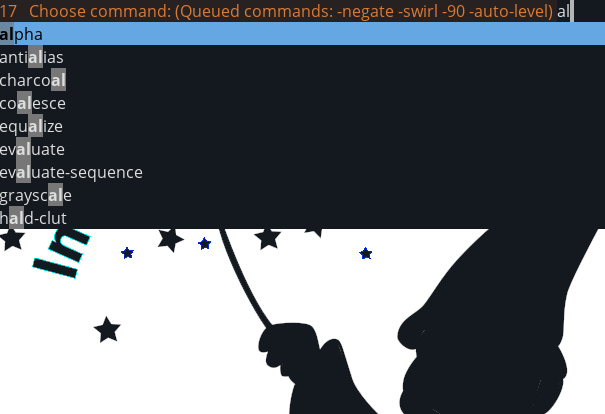 17 Choose command: (Queued commands: -negate -swirl -90 -auto-level) al
alpha
antialias
charcoal
coalesce
equalize
evaluate
evaluate-sequence
grayscale
hald-clut
In